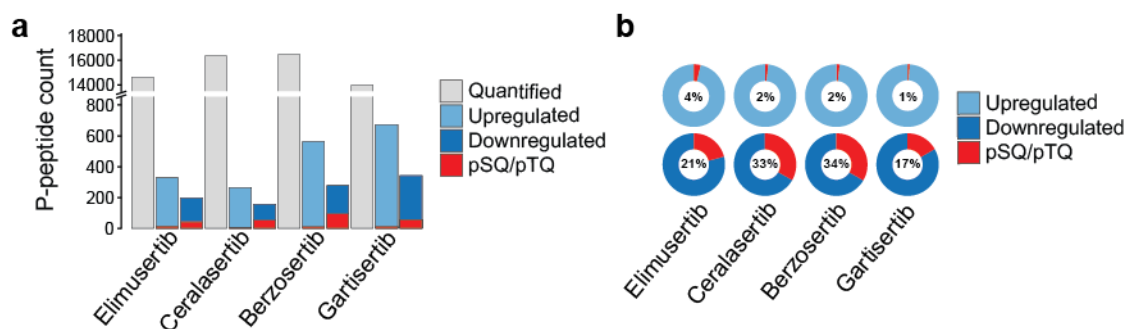 a
P-peptide count
18000
16000
14000
800
600
400
200
0
Quantified
Upregulated
Downregulated
pSQ/pTQ
Elimusertib
Ceralasertib
Berzosertib
Gartisertib
b
4%
2%
2%
1%
21%
33%
34%
17%
Upregulated
Downregulated
pSQ/pTQ
Elimusertib
Ceralasertib
Berzosertib
Gartisertib